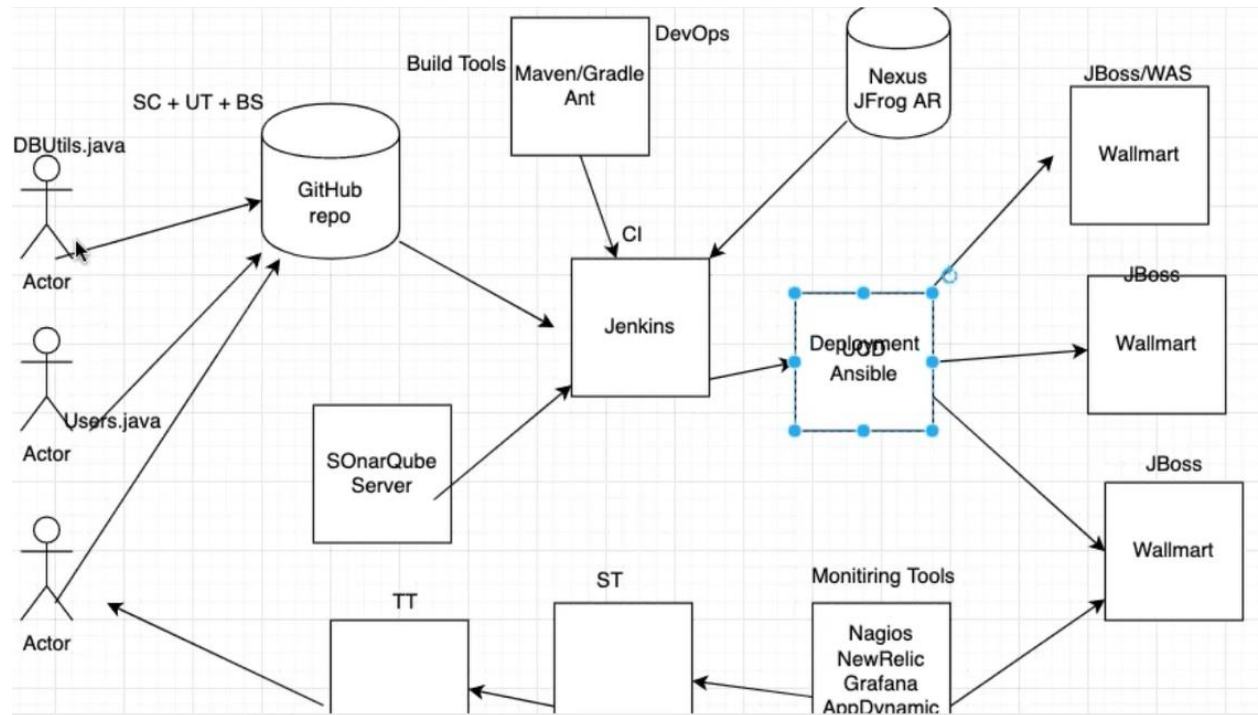 DevOps
Build Tools
Maven/Gradle
Ant
Nexus
JFrog AR
JBoss/WAS
Wallmart
SC + UT + BS
DBUtils.java
GitHub
repo
Actor
CI
Jenkins
Deployment
UCD
Ansible
JBoss
Wallmart
Users.java
Actor
SOnarQube
Server
JBoss
Wallmart
Actor
TT
ST
Monitiring Tools
Nagios
NewRelic
Grafana
AppDynamic